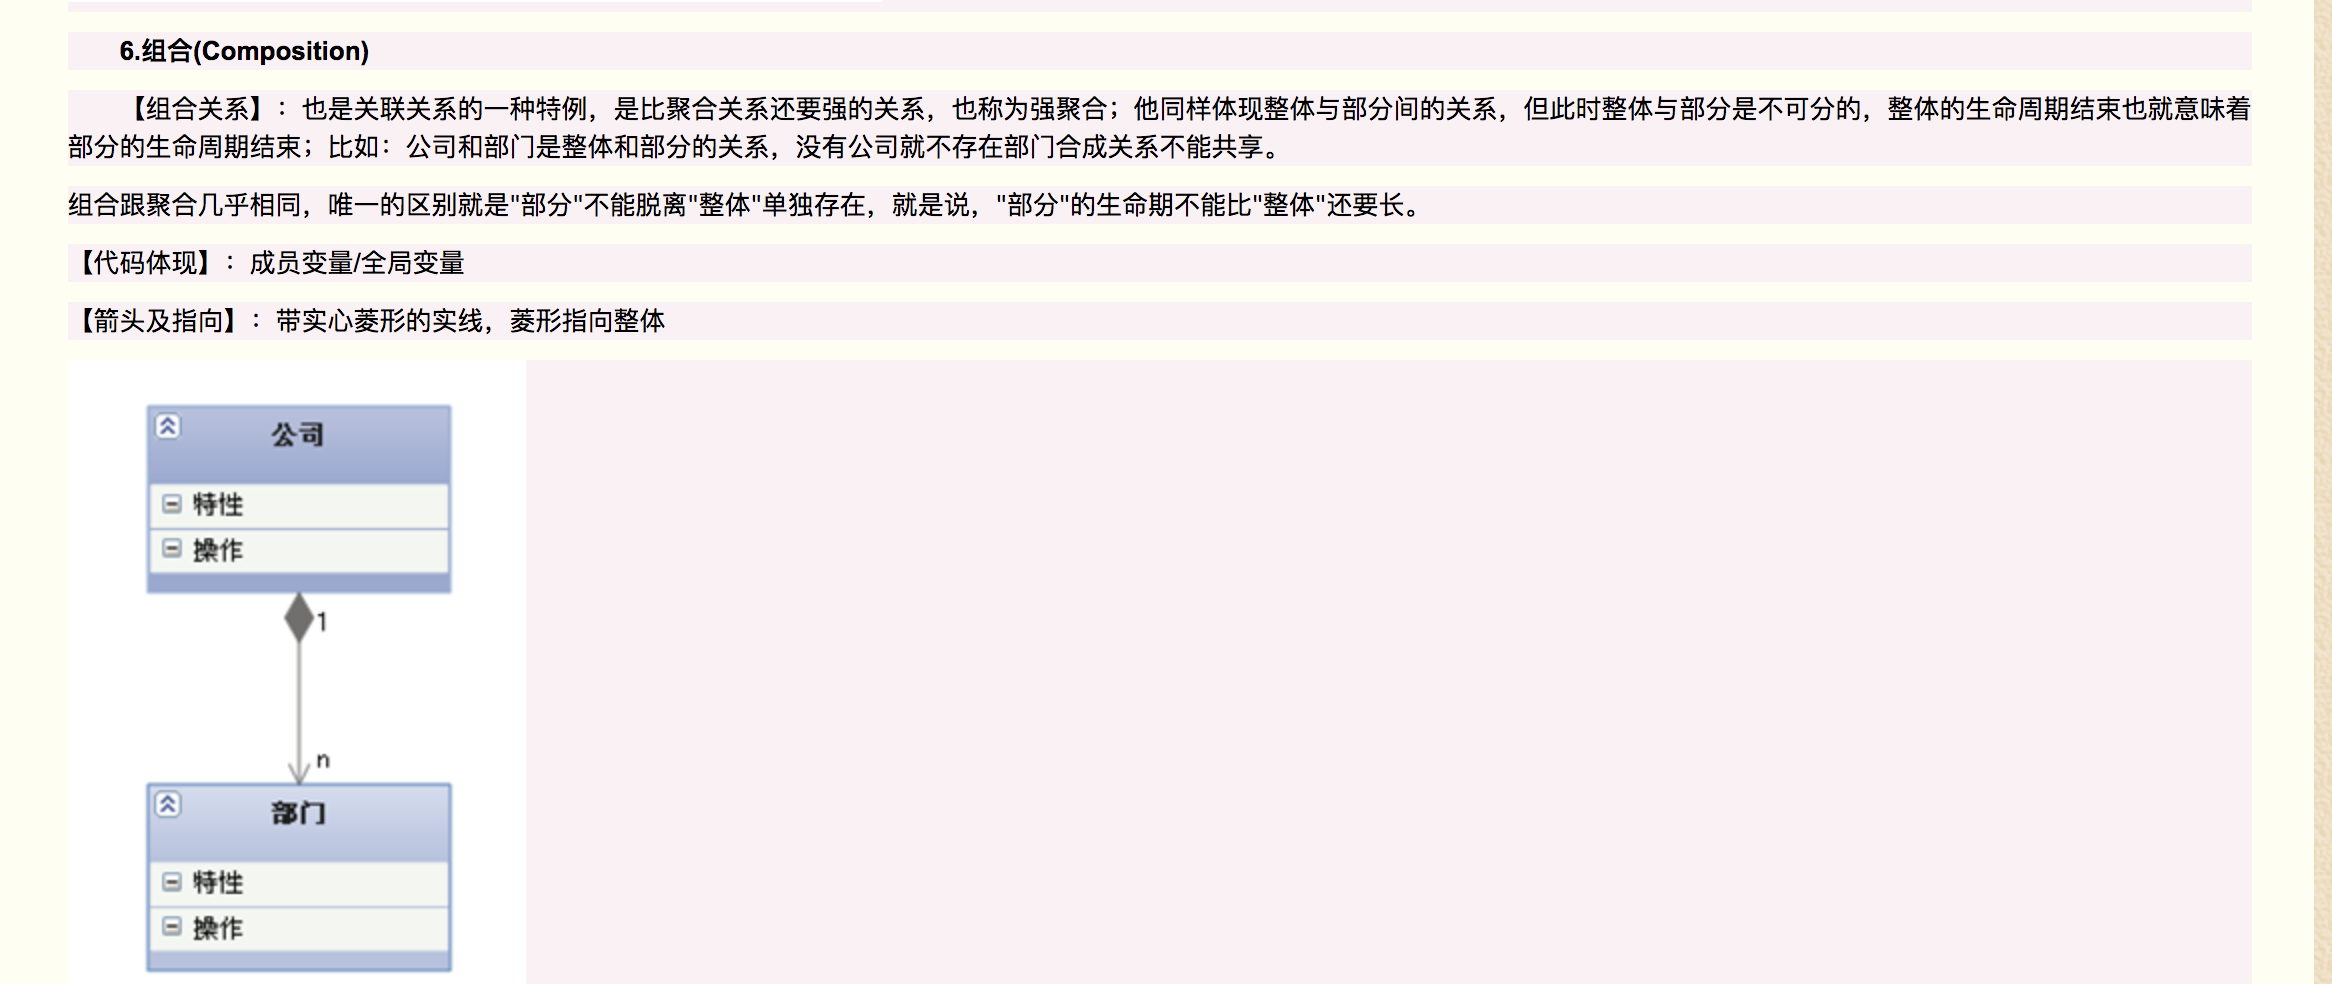 6.组合(Composition)
【组合关系】：也是关联关系的一种特例，是比聚合关系还要强的关系，也称为强聚合；他同样体现整体与部分间的关系，但此时整体与部分是不可分的，整体的生命周期结束也就意味着
部分的生命周期结束；比如：公司和部门是整体和部分的关系，没有公司就不存在部门合成关系不能共享。
组合跟聚合几乎相同，唯一的区别就是"部分"不能脱离"整体"单独存在，就是说，"部分"的生命期不能比"整体"还要长。
【代码体现】：成员变量/全局变量
【箭头及指向】：带实心菱形的实线，菱形指向整体
公司
特性
操作
1
n
部门
特性
操作